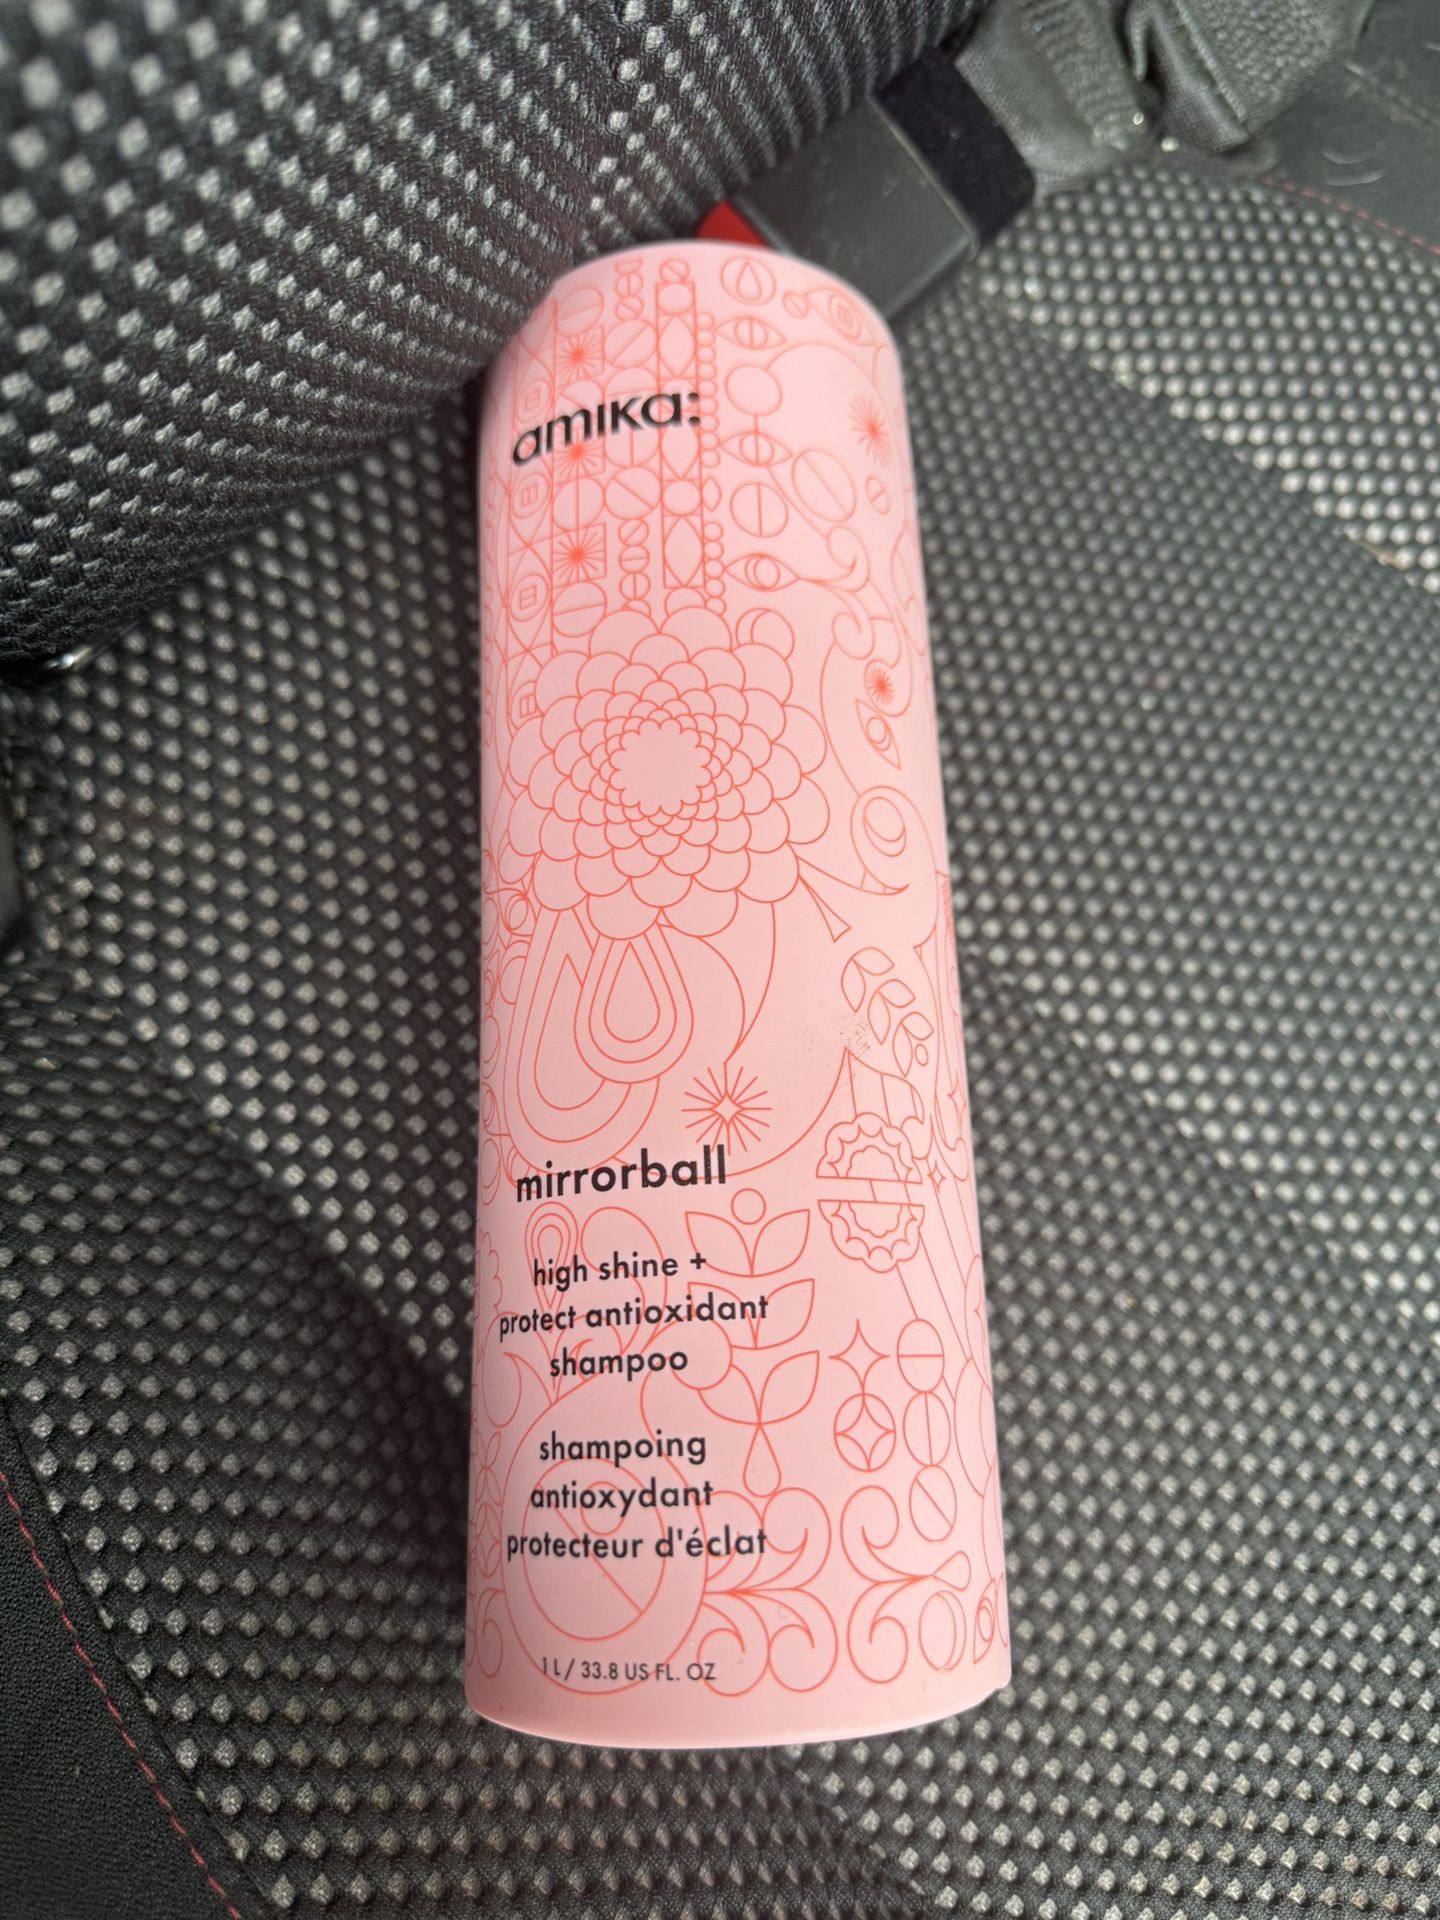 amika:
mirrorball
high shine +
protect antioxidant
shampoo
shampoing
antioxydant
protecteur d'éclat
1 L / 33.8 US FL. OZ